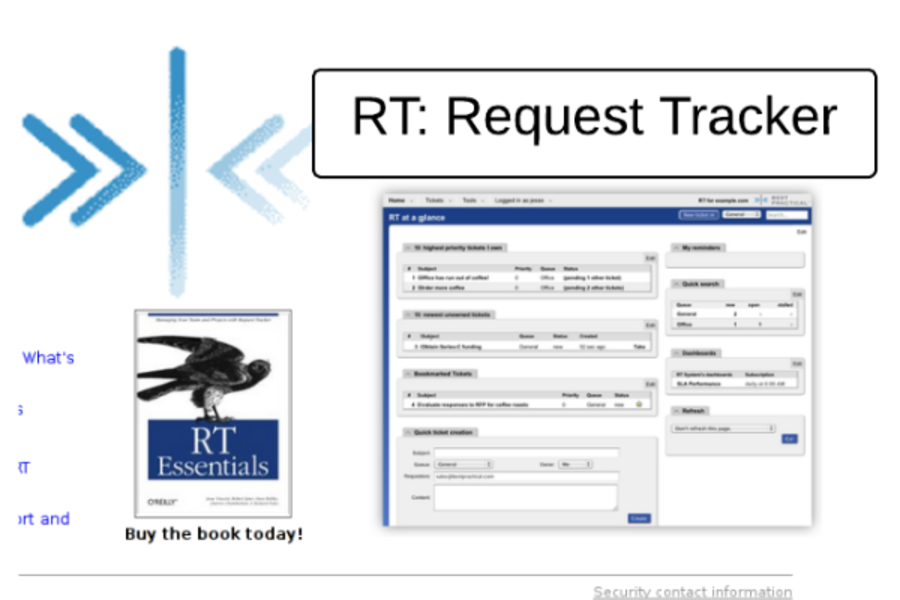 RT: Request Tracker
Home Tickets Tools Logged in as jesse RT for example.com BEST PRACTICAL
RT at a glance New ticket in General Search...
Edit
10 highest priority tickets I own
Edit
# Subject Priority Queue Status
1 Office has run out of coffee! 0 Office (pending 1 other ticket)
2 Order more coffee 0 Office (pending 2 other tickets)
10 newest unowned tickets
Edit
# Subject Queue Status Created
3 Obtain Series C funding General new 52 sec ago Take
Bookmarked Tickets
Edit
# Subject Priority Queue Status
4 Evaluate responses to RFP for coffee needs 0 General new
Quick ticket creation
Subject:
Queue: General Owner: Me
Requestors: sales@bestpractical.com
Content:
Create
My reminders
Quick search
Edit
Queue new open stalled
General 2 - -
Office 1 1 -
Dashboards
Edit
RT System's dashboards Subscription
SLA Performance daily at 6:00 AM
Refresh
Don't refresh this page.
Go!
What's
s
RT
ort and
Managing Your Team and Projects with Request Tracker
RT
Essentials
O'REILLY
Buy the book today!
Security contact information